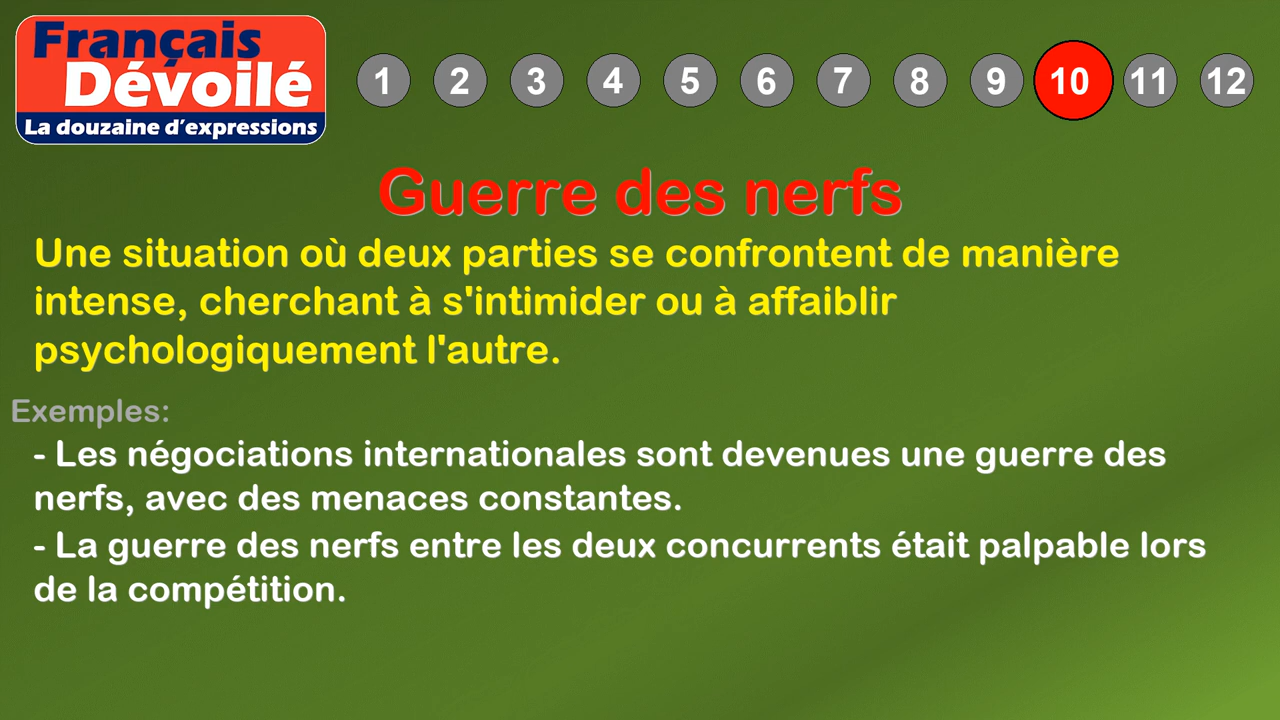 Français
Dévoilé
La douzaine d'expressions
1 2 3 4 5 6 7 8 9 10 11 12
Guerre des nerfs
Une situation où deux parties se confrontent de manière
intense, cherchant à s'intimider ou à affaiblir
psychologiquement l'autre.
Exemples:
- Les négociations internationales sont devenues une guerre des
nerfs, avec des menaces constantes.
- La guerre des nerfs entre les deux concurrents était palpable lors
de la compétition.